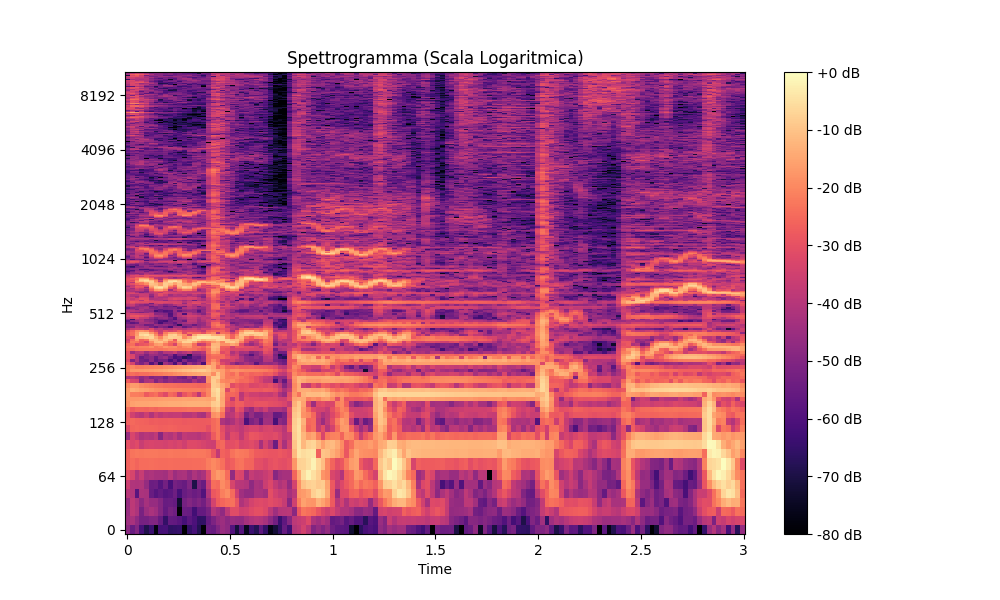 Spettrogramma (Scala Logaritmica)
8192
4096
2048
1024
512
256
128
64
0
Hz
0
0.5
1
1.5
2
2.5
3
Time
+0 dB
-10 dB
-20 dB
-30 dB
-40 dB
-50 dB
-60 dB
-70 dB
-80 dB